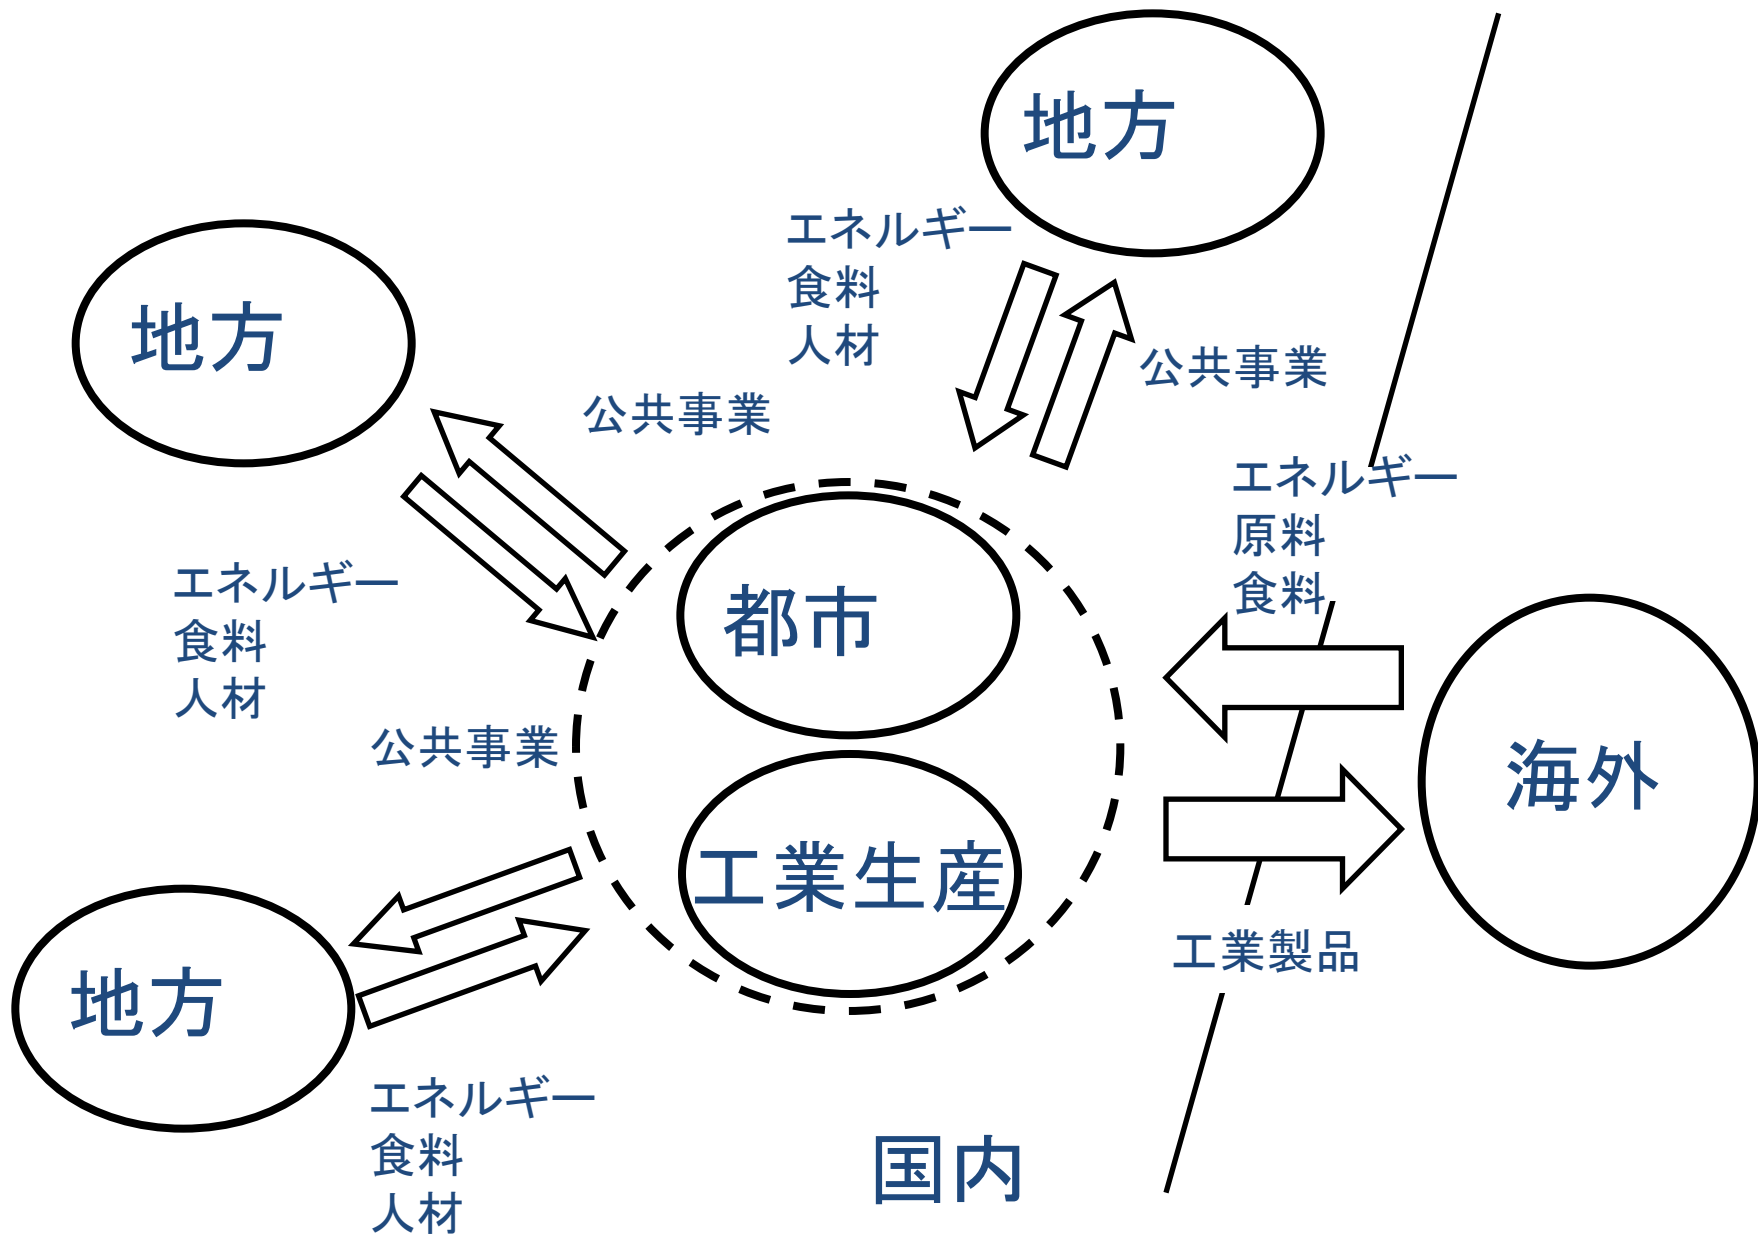 地方
エネルギー
食料
人材
公共事業
地方
公共事業
エネルギー
食料
人材
エネルギー
原料
食料
都市
工業生産
海外
工業製品
公共事業
地方
エネルギー
食料
人材
国内